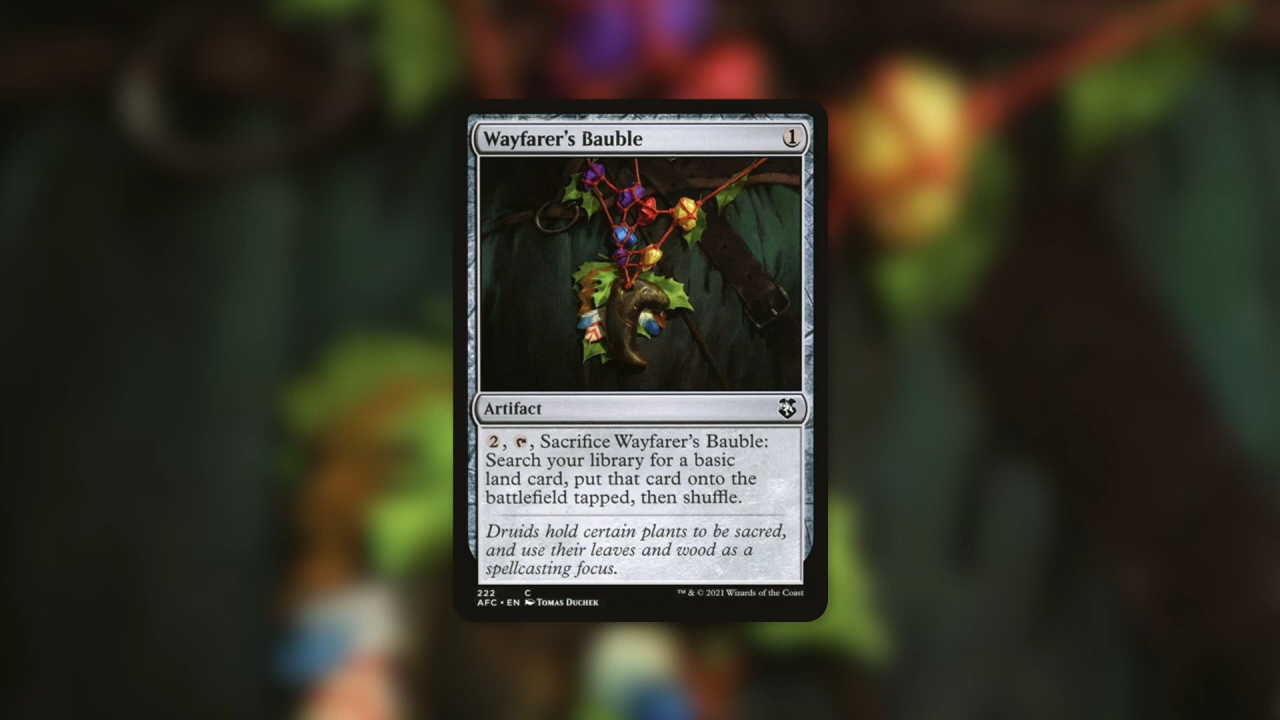 Wayfarer's Bauble 1
Artifact
2, T, Sacrifice Wayfarer's Bauble:
Search your library for a basic
land card, put that card onto the
battlefield tapped, then shuffle.
Druids hold certain plants to be sacred,
and use their leaves and wood as a
spellcasting focus.
222 C
AFC • EN Tomas Duchek
™ & © 2021 Wizards of the Coast